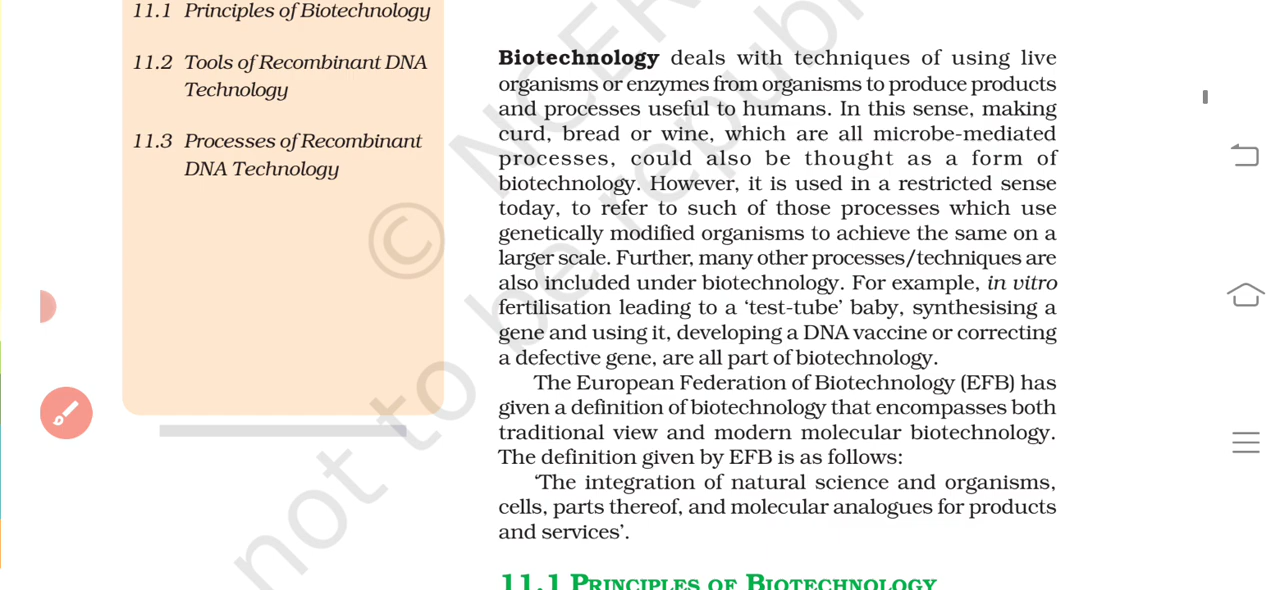 11.1 Principles of Biotechnology
11.2 Tools of Recombinant DNA
Technology
11.3 Processes of Recombinant
DNA Technology
Biotechnology deals with techniques of using live
organisms or enzymes from organisms to produce products
and processes useful to humans. In this sense, making
curd, bread or wine, which are all microbe-mediated
processes, could also be thought as a form of
biotechnology. However, it is used in a restricted sense
today, to refer to such of those processes which use
genetically modified organisms to achieve the same on a
larger scale. Further, many other processes/techniques are
also included under biotechnology. For example, in vitro
fertilisation leading to a ‘test-tube’ baby, synthesising a
gene and using it, developing a DNA vaccine or correcting
a defective gene, are all part of biotechnology.
The European Federation of Biotechnology (EFB) has
given a definition of biotechnology that encompasses both
traditional view and modern molecular biotechnology.
The definition given by EFB is as follows:
‘The integration of natural science and organisms,
cells, parts thereof, and molecular analogues for products
and services’.
11.1 PRINCIPLES OF BIOTECHNOLOGY
© NCER
not to be republi